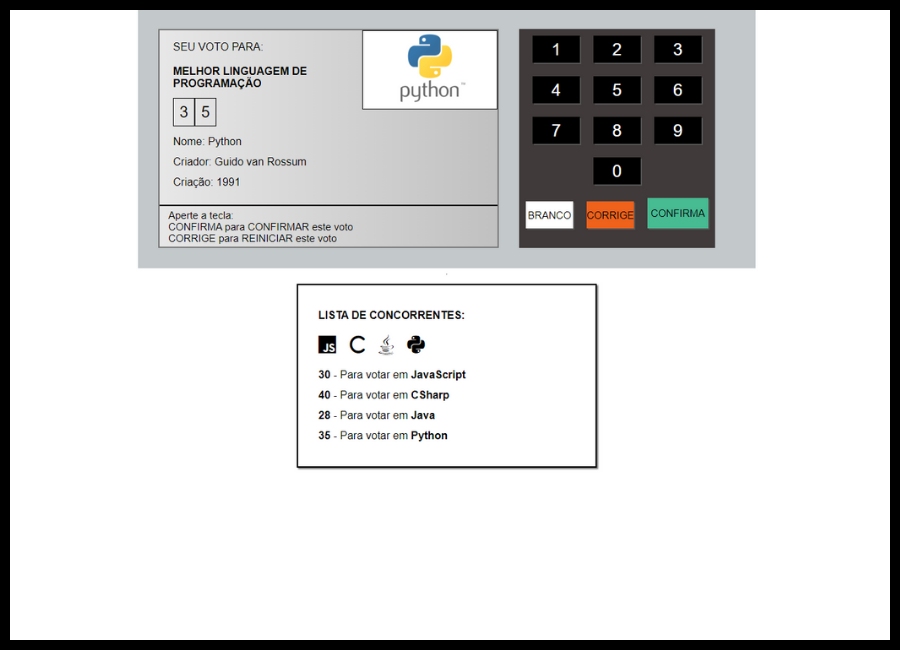 SEU VOTO PARA:
MELHOR LINGUAGEM DE
PROGRAMAÇÃO
3 5
Nome: Python
Criador: Guido van Rossum
Criação: 1991
python™
Aperte a tecla:
CONFIRMA para CONFIRMAR este voto
CORRIGE para REINICIAR este voto
1 2 3
4 5 6
7 8 9
0
BRANCO CORRIGE CONFIRMA
LISTA DE CONCORRENTES:
JS C
30 - Para votar em JavaScript
40 - Para votar em CSharp
28 - Para votar em Java
35 - Para votar em Python